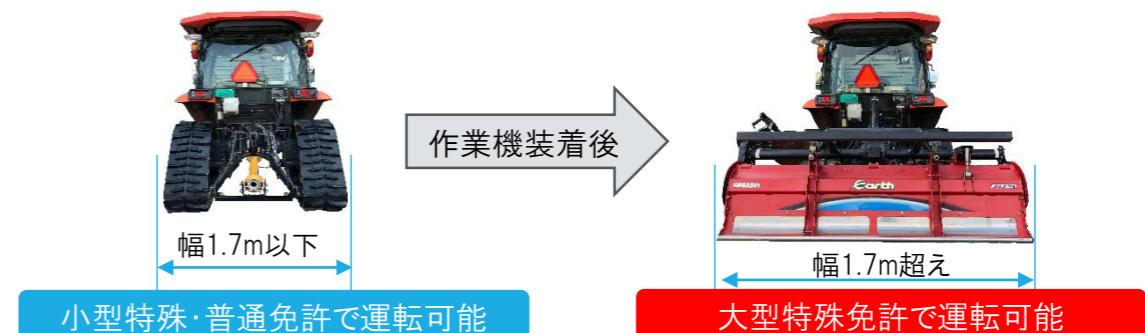 作業機装着後
Earth
幅1.7m以下
幅1.7m超え
小型特殊・普通免許で運転可能
大型特殊免許で運転可能